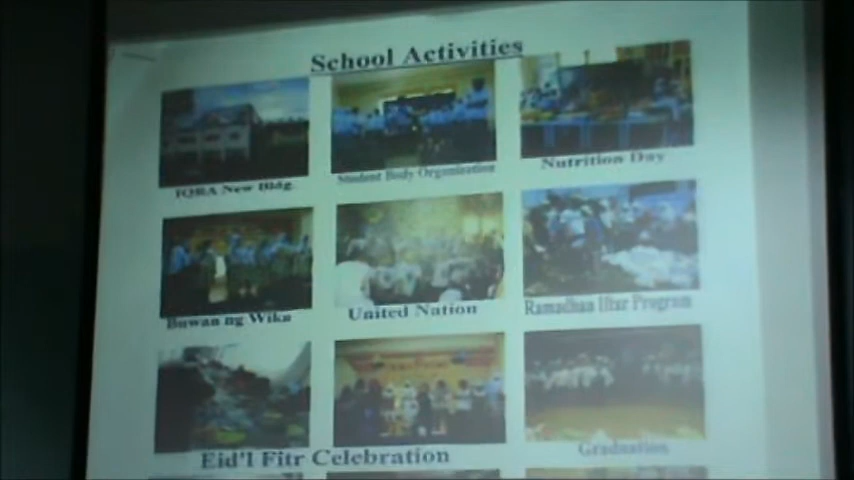 School Activities
IQRA New Bldg.
Student Body Organization
Nutrition Day
Buwan ng Wika
United Nation
Ramadhan Iftar Program
Eid'l Fitr Celebration
Graduation